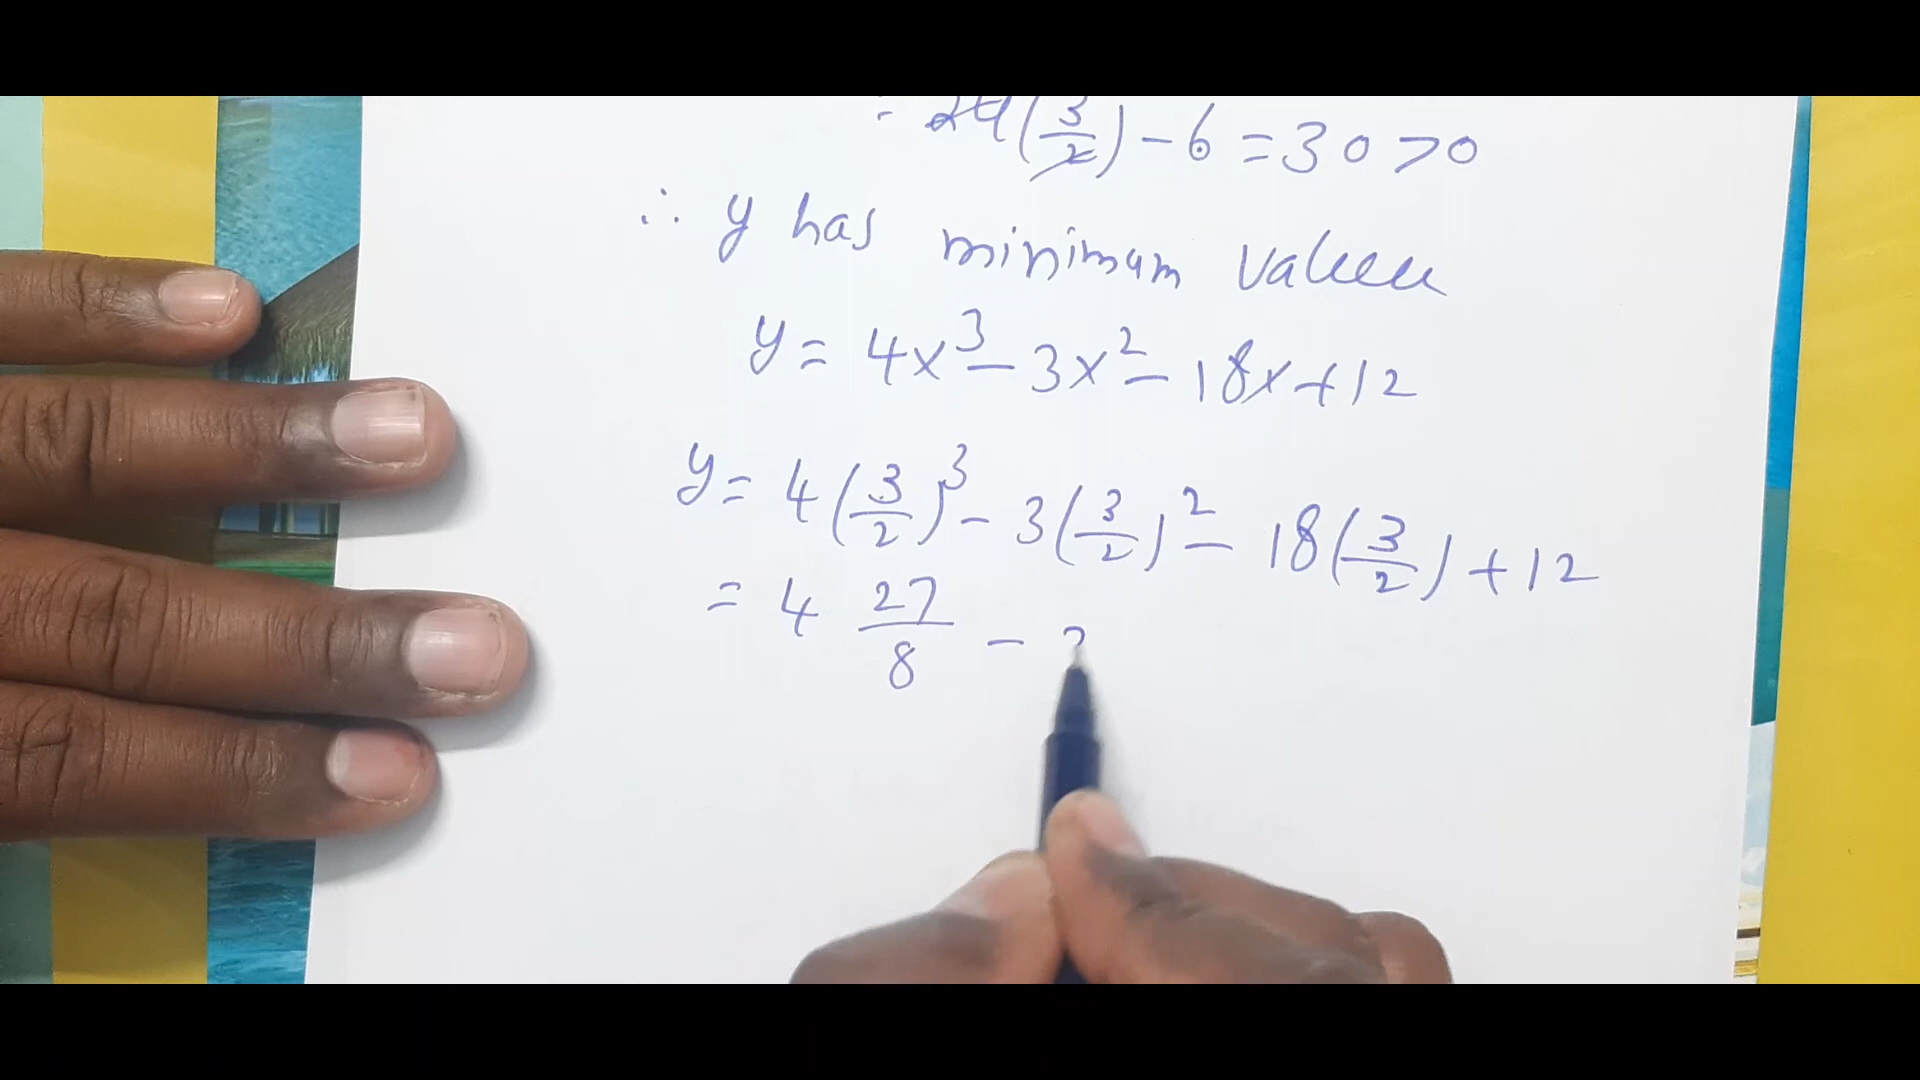 = 24(3/2) - 6 = 30 > 0
∴ y has minimum value
y = 4x³ - 3x² - 18x + 12
y = 4(3/2)³ - 3(3/2)² - 18(3/2) + 12
= 4 27/8 -